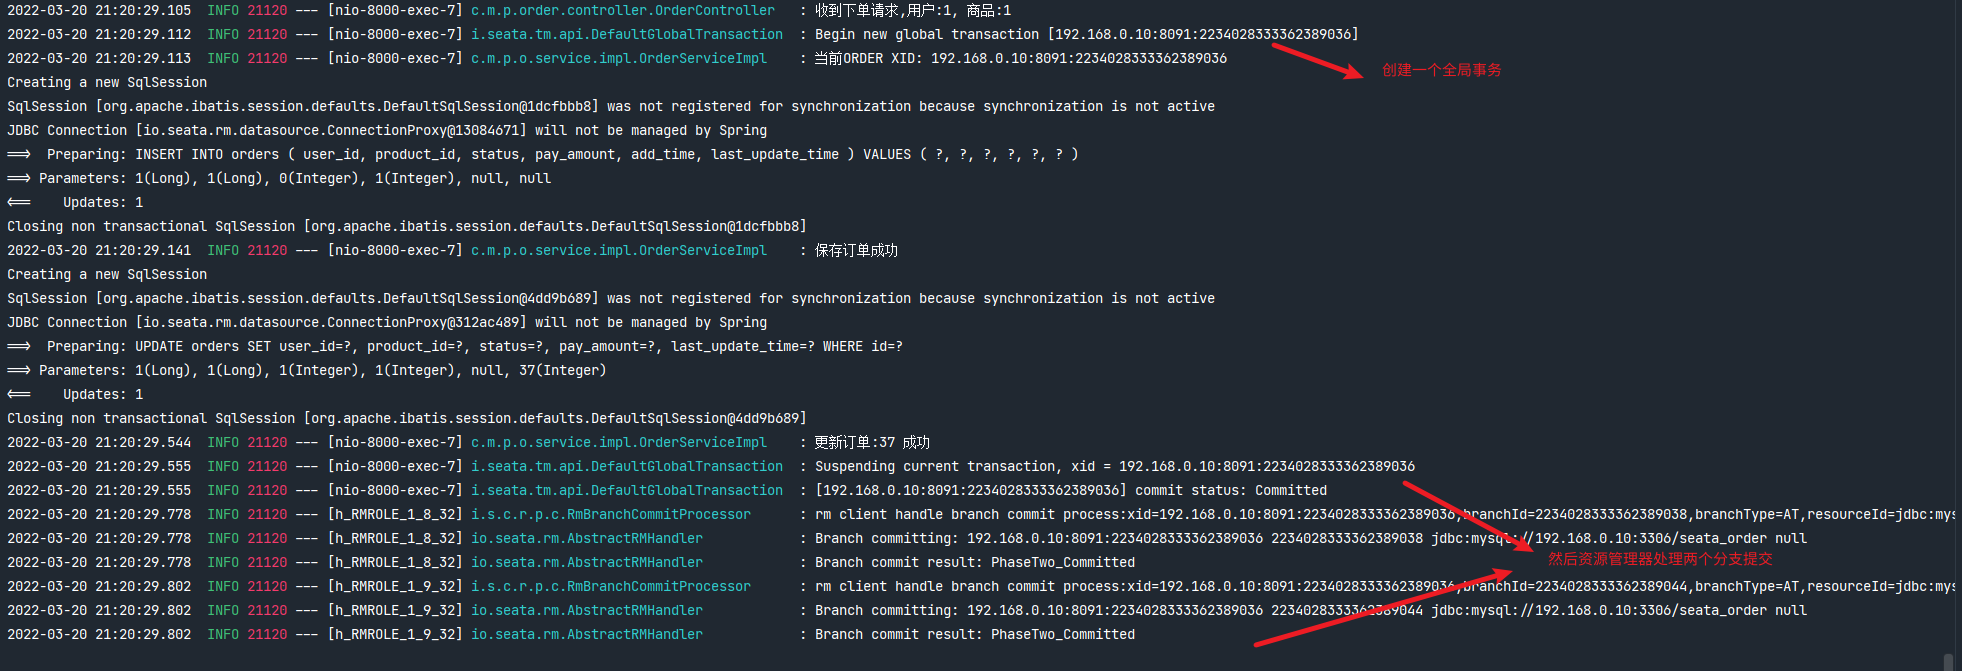 2022-03-20 21:20:29.105  INFO 21120 --- [nio-8000-exec-7] c.m.p.order.controller.OrderController   : 收到下单请求,用户:1, 商品:1
2022-03-20 21:20:29.112  INFO 21120 --- [nio-8000-exec-7] i.seata.tm.api.DefaultGlobalTransaction  : Begin new global transaction [192.168.0.10:8091:2234028333362389036]
2022-03-20 21:20:29.113  INFO 21120 --- [nio-8000-exec-7] c.m.p.o.service.impl.OrderServiceImpl    : 当前ORDER XID: 192.168.0.10:8091:2234028333362389036
创建一个全局事务
Creating a new SqlSession
SqlSession [org.apache.ibatis.session.defaults.DefaultSqlSession@1dcfbbb8] was not registered for synchronization because synchronization is not active
JDBC Connection [io.seata.rm.datasource.ConnectionProxy@13084671] will not be managed by Spring
==>  Preparing: INSERT INTO orders ( user_id, product_id, status, pay_amount, add_time, last_update_time ) VALUES ( ?, ?, ?, ?, ?, ? )
==> Parameters: 1(Long), 1(Long), 0(Integer), 1(Integer), null, null
<==    Updates: 1
Closing non transactional SqlSession [org.apache.ibatis.session.defaults.DefaultSqlSession@1dcfbbb8]
2022-03-20 21:20:29.141  INFO 21120 --- [nio-8000-exec-7] c.m.p.o.service.impl.OrderServiceImpl    : 保存订单成功
Creating a new SqlSession
SqlSession [org.apache.ibatis.session.defaults.DefaultSqlSession@4dd9b689] was not registered for synchronization because synchronization is not active
JDBC Connection [io.seata.rm.datasource.ConnectionProxy@312ac489] will not be managed by Spring
==>  Preparing: UPDATE orders SET user_id=?, product_id=?, status=?, pay_amount=?, last_update_time=? WHERE id=?
==> Parameters: 1(Long), 1(Long), 1(Integer), 1(Integer), null, 37(Integer)
<==    Updates: 1
Closing non transactional SqlSession [org.apache.ibatis.session.defaults.DefaultSqlSession@4dd9b689]
2022-03-20 21:20:29.544  INFO 21120 --- [nio-8000-exec-7] c.m.p.o.service.impl.OrderServiceImpl    : 更新订单:37 成功
2022-03-20 21:20:29.555  INFO 21120 --- [nio-8000-exec-7] i.seata.tm.api.DefaultGlobalTransaction  : Suspending current transaction, xid = 192.168.0.10:8091:2234028333362389036
2022-03-20 21:20:29.555  INFO 21120 --- [nio-8000-exec-7] i.seata.tm.api.DefaultGlobalTransaction  : [192.168.0.10:8091:2234028333362389036] commit status: Committed
2022-03-20 21:20:29.778  INFO 21120 --- [h_RMROLE_1_8_32] i.s.c.r.p.c.RmBranchCommitProcessor      : rm client handle branch commit process:xid=192.168.0.10:8091:2234028333362389036,branchId=2234028333362389038,branchType=AT,resourceId=jdbc:mys
2022-03-20 21:20:29.778  INFO 21120 --- [h_RMROLE_1_8_32] io.seata.rm.AbstractRMHandler            : Branch committing: 192.168.0.10:8091:2234028333362389036 2234028333362389038 jdbc:mysql://192.168.0.10:3306/seata_order null
2022-03-20 21:20:29.778  INFO 21120 --- [h_RMROLE_1_8_32] io.seata.rm.AbstractRMHandler            : Branch commit result: PhaseTwo_Committed
然后资源管理器处理两个分支提交
2022-03-20 21:20:29.802  INFO 21120 --- [h_RMROLE_1_9_32] i.s.c.r.p.c.RmBranchCommitProcessor      : rm client handle branch commit process:xid=192.168.0.10:8091:2234028333362389036,branchId=2234028333362389044,branchType=AT,resourceId=jdbc:mys
2022-03-20 21:20:29.802  INFO 21120 --- [h_RMROLE_1_9_32] io.seata.rm.AbstractRMHandler            : Branch committing: 192.168.0.10:8091:2234028333362389036 2234028333362389044 jdbc:mysql://192.168.0.10:3306/seata_order null
2022-03-20 21:20:29.802  INFO 21120 --- [h_RMROLE_1_9_32] io.seata.rm.AbstractRMHandler            : Branch commit result: PhaseTwo_Committed